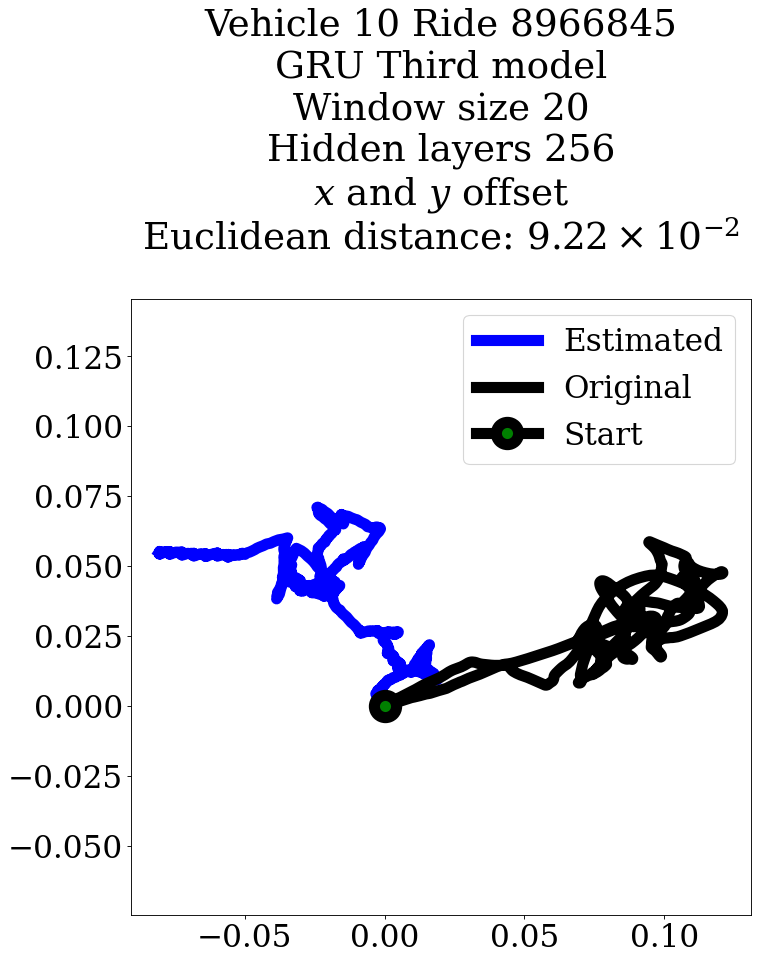 Vehicle 10 Ride 8966845
GRU Third model
Window size 20
Hidden layers 256
x and y offset
Euclidean distance: 9.22 × 10⁻²
Estimated
Original
Start
0.125
0.100
0.075
0.050
0.025
0.000
−0.025
−0.050
−0.05 0.00 0.05 0.10